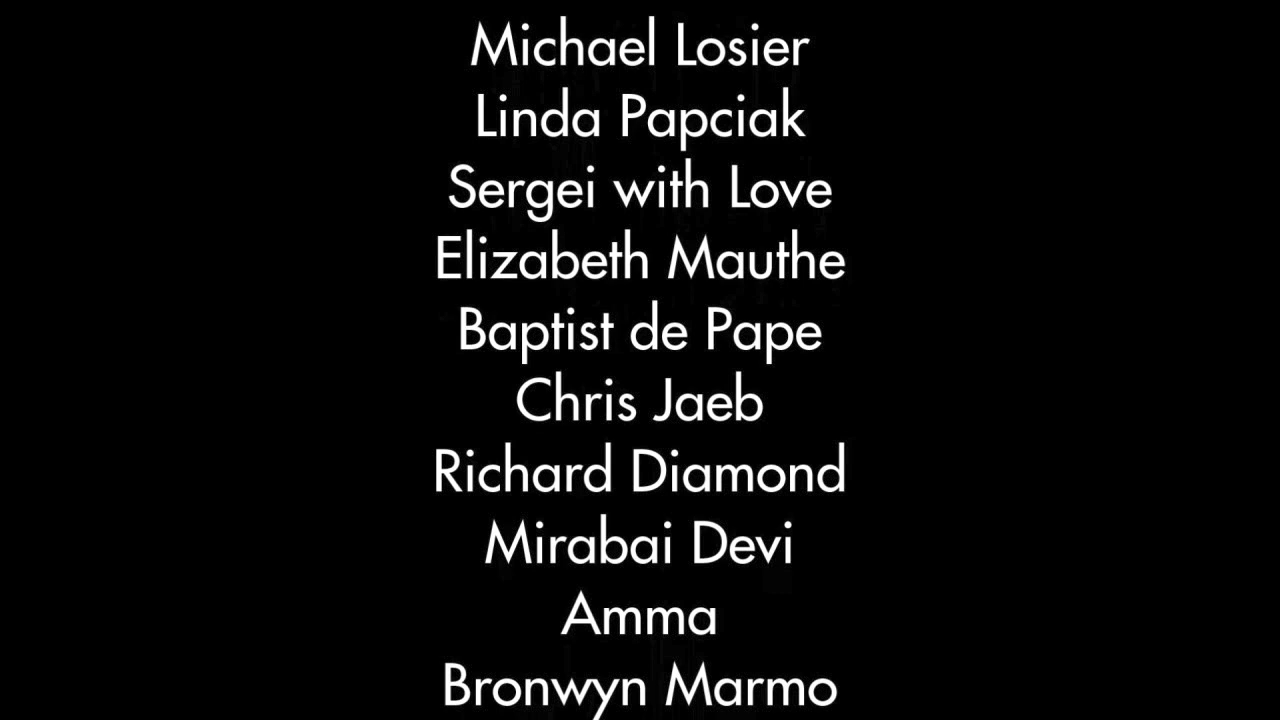 Michael Losier
Linda Papciak
Sergei with Love
Elizabeth Mauthe
Baptist de Pape
Chris Jaeb
Richard Diamond
Mirabai Devi
Amma
Bronwyn Marmo